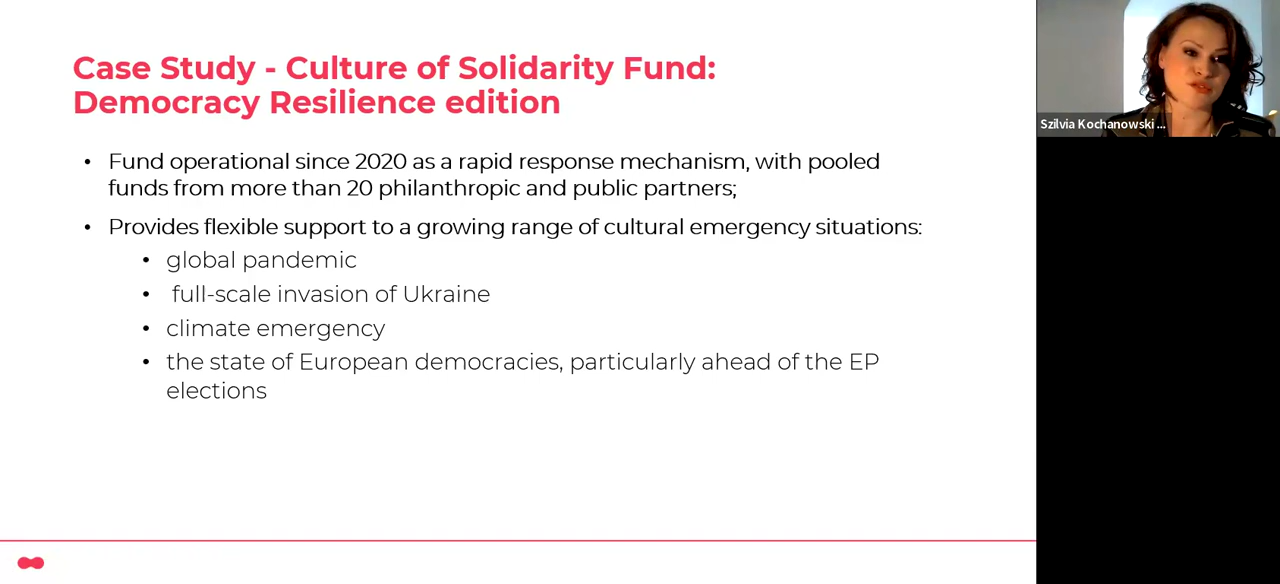 Case Study - Culture of Solidarity Fund:
Democracy Resilience edition
• Fund operational since 2020 as a rapid response mechanism, with pooled
funds from more than 20 philanthropic and public partners;
• Provides flexible support to a growing range of cultural emergency situations:
• global pandemic
• full-scale invasion of Ukraine
• climate emergency
• the state of European democracies, particularly ahead of the EP
elections
Szilvia Kochanowski ...